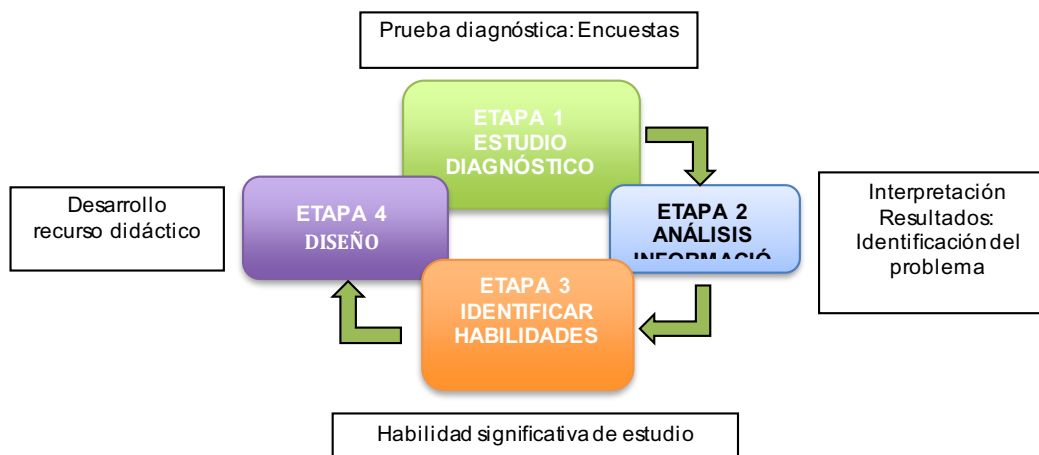 Prueba diagnóstica: Encuestas
ETAPA 1
ESTUDIO
DIAGNÓSTICO
ETAPA 2
ANÁLISIS
INFORMACIÓ
Interpretación
Resultados:
Identificación del
problema
ETAPA 3
IDENTIFICAR
HABILIDADES
Habilidad significativa de estudio
ETAPA 4
DISEÑO
Desarrollo
recurso didáctico